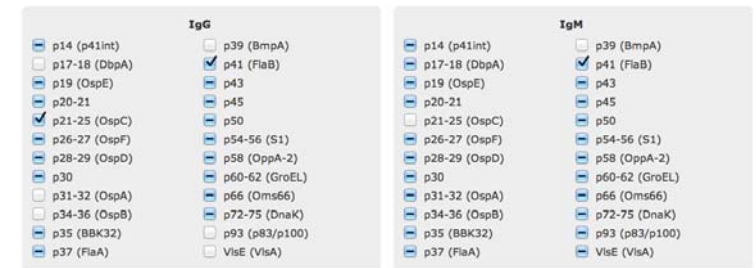 IgG
p14 (p41int)
p17-18 (DbpA)
p19 (OspE)
p20-21
p21-25 (OspC)
p26-27 (OspF)
p28-29 (OspD)
p30
p31-32 (OspA)
p34-36 (OspB)
p35 (BBK32)
p37 (FlaA)
p39 (BmpA)
p41 (FlaB)
p43
p45
p50
p54-56 (S1)
p58 (OppA-2)
p60-62 (GroEL)
p66 (Oms66)
p72-75 (DnaK)
p93 (p83/p100)
VlsE (VlsA)
IgM
p14 (p41int)
p17-18 (DbpA)
p19 (OspE)
p20-21
p21-25 (OspC)
p26-27 (OspF)
p28-29 (OspD)
p30
p31-32 (OspA)
p34-36 (OspB)
p35 (BBK32)
p37 (FlaA)
p39 (BmpA)
p41 (FlaB)
p43
p45
p50
p54-56 (S1)
p58 (OppA-2)
p60-62 (GroEL)
p66 (Oms66)
p72-75 (DnaK)
p93 (p83/p100)
VlsE (VlsA)